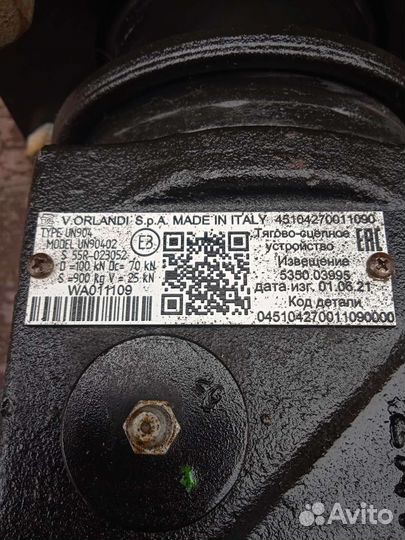 V.ORLANDI S.p.A. MADE IN ITALY 45104270011090
TYPE UN904
MODEL UN90402
S 55R-023052
D =100 kN Dc= 70 kN
S =900 kg V = 25 kN
WA011109
E3
Тягово-сцепное
устройство
Извещение
5350.03995
дата изг. 01.06.21
Код детали
045104270011090000
EAC
Avito